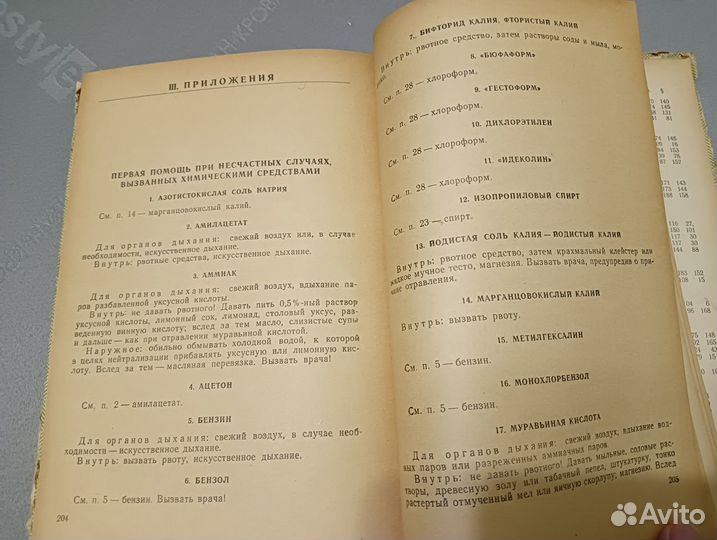 III. ПРИЛОЖЕНИЯ
ПЕРВАЯ ПОМОЩЬ ПРИ НЕСЧАСТНЫХ СЛУЧАЯХ,
ВЫЗВАННЫХ ХИМИЧЕСКИМИ СРЕДСТВАМИ
1. АЗОТИСТОКИСЛАЯ СОЛЬ НАТРИЯ
См. п. 14 — марганцовокислый калий.
2. АМИЛАЦЕТАТ
Для органов дыхания: свежий воздух или, в случае
необходимости, искусственное дыхание.
Внутрь: рвотные средства, искусственное дыхание.
3. АММИАК
Для органов дыхания: свежий воздух, вдыхание па-
ров разбавленной уксусной кислоты.
Внутрь: не давать рвотного! Давать пить 0,5%-ный раствор
уксусной кислоты, лимонный сок, лимонад, столовый уксус, раз-
веденную винную кислоту; вслед за тем масло, слизистые супы
и дальше — как при отравлении муравьиной кислотой.
Наружное: обильно обмывать холодной водой, к которой
в целях нейтрализации прибавлять уксусную или лимонную кис-
лоту. Вслед за тем — масляная перевязка. Вызвать врача!
4. АЦЕТОН
См. п. 2 — амилацетат.
5. БЕНЗИН
Для органов дыхания: свежий воздух, в случае необ-
ходимости — искусственное дыхание.
Внутрь: вызвать рвоту, искусственное дыхание.
6. БЕНЗОЛ
См. п. 5 — бензин. Вызвать врача!
204
7. БИФТОРИД КАЛИЯ, ФТОРИСТЫЙ КАЛИЙ
Внутрь: рвотное средство, затем растворы соды и мыла, мо-
8. «БЮФАФОРМ»
См. п. 28 — хлороформ.
9. «ГЕСТОФОРМ»
См. п. 28 — хлороформ.
10. ДИХЛОРЭТИЛЕН
См. п. 28 — хлороформ.
11. «ИДЕКОЛИН»
См. п. 28 — хлороформ.
12. ИЗОПРОПИЛОВЫЙ СПИРТ
См. п. 23 — спирт.
13. ЙОДИСТАЯ СОЛЬ КАЛИЯ — ЙОДИСТЫЙ КАЛИЙ
Внутрь: рвотное средство, затем крахмальный клейстер или
жидкое мучное тесто, магнезия. Вызвать врача, предупредив о при-
чине отравления.
14. МАРГАНЦОВОКИСЛЫЙ КАЛИЙ
Внутрь: вызвать рвоту.
15. МЕТИЛГЕКСАЛИН
См. п. 5 — бензин.
16. МОНОХЛОРБЕНЗОЛ
См. п. 5 — бензин.
17. МУРАВЬИНАЯ КИСЛОТА
Для органов дыхания: свежий воздух, вдыхание вод-
ных паров или разреженных аммиачных паров.
Внутрь: не давать рвотного! Давать мыльные, солевые рас-
творы, древесную золу или табачный пепел, штукатурку, тонко
растертый отмученный мел или яичную скорлупу; магнезию. Вслед
205
Avito